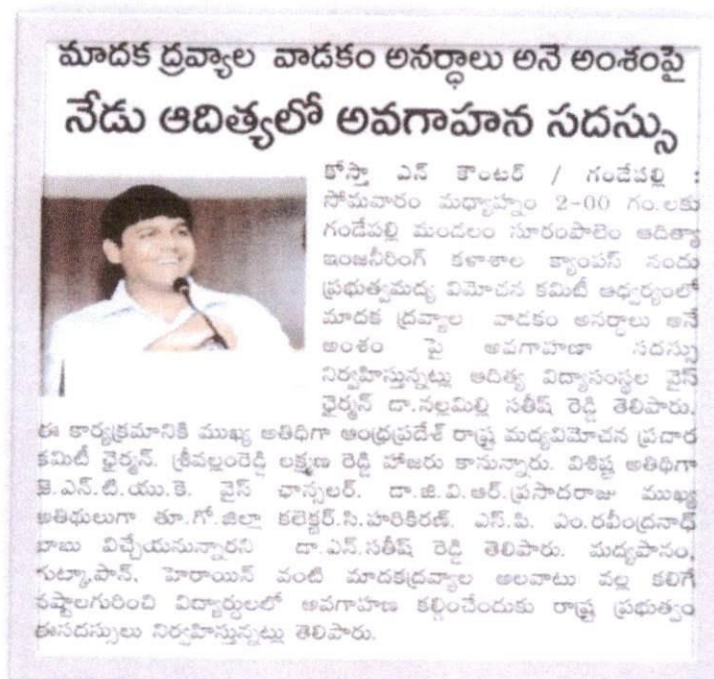 మాదక ద్రవ్యాల వాడకం అనర్ధాలు అనే అంశంపై
నేడు ఆదిత్యలో అవగాహన సదస్సు
కోస్తా ఎన్ కౌంటర్ / గండేపల్లి :
సోమవారం మధ్యాహ్నం 2-00 గం.లకు
గండేపల్లి మండలం సూరంపాలెం ఆదిత్యా
ఇంజనీరింగ్ కళాశాల క్యాంపస్ నందు
ప్రభుత్వమద్య విమోచన కమిటీ ఆధ్వర్యంలో
మాదక ద్రవ్యాల వాడకం అనర్ధాలు అనే
అంశం పై అవగాహణా సదస్సు
నిర్వహిస్తున్నట్లు ఆదిత్య విద్యాసంస్థల వైస్
ఛైర్మన్ డా.నల్లమిల్లి సతీష్ రెడ్డి తెలిపారు.
ఈ కార్యక్రమానికి ముఖ్య అతిధిగా ఆంధ్రప్రదేశ్ రాష్ట్ర మద్యవిమోచన ప్రచార
కమిటీ ఛైర్మన్. శ్రీవల్లంరెడ్డి లక్ష్మణ రెడ్డి హాజరు కానున్నారు. విశిష్ట అతిధిగా
జె.ఎన్.టి.యు.కె. వైస్ ఛాన్సలర్. డా.జి.వి.ఆర్.ప్రసాదరాజు ముఖ్య
అతిథులుగా తూ.గో.జిల్లా కలెక్టర్.సి.హరికిరణ్. ఎస్.పి. ఎం.రవీంద్రనాధ్
బాబు విచ్చేయనున్నారని డా.ఎన్.సతీష్ రెడ్డి తెలిపారు. మద్యపానం,
గుట్కా,పాన్, హెరాయిన్ వంటి మాదకద్రవ్యాల అలవాటు వల్ల కలిగే
నష్టాలగురించి విద్యార్థులలో అవగాహణ కల్గించేందుకు రాష్ట్ర ప్రభుత్వం
ఈసదస్సులు నిర్వహిస్తున్నట్లు తెలిపారు.